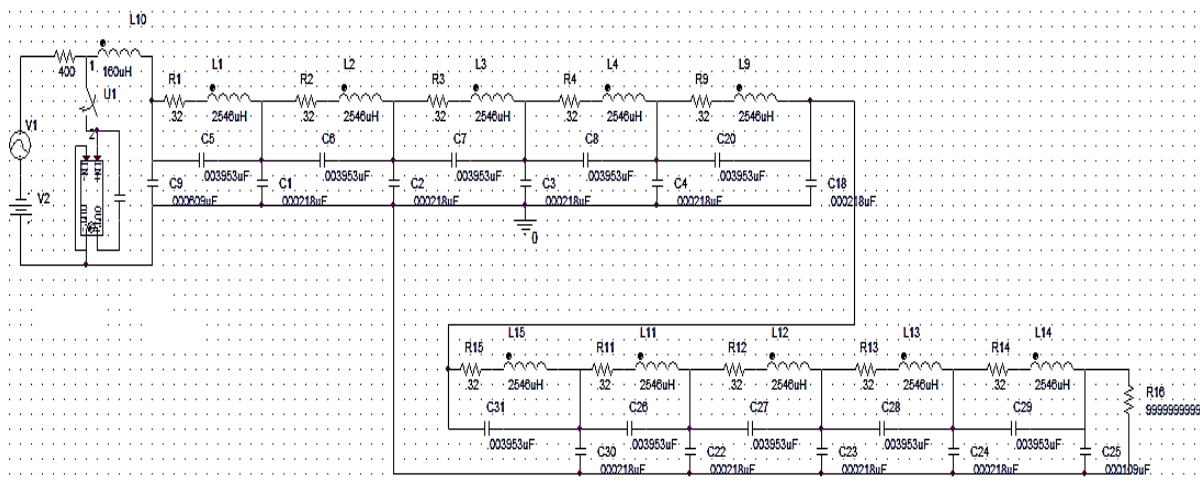 L10
400
1
160uH
U1
V1
2
V2
R1
L1
R2
L2
R3
L3
R4
L4
R9
L9
.32
2546uH
.32
2546uH
.32
2546uH
.32
2546uH
.32
2546uH
C5
C6
C7
C8
C20
.003953uF
.003953uF
.003953uF
.003953uF
.003953uF
C9
C1
C2
C3
C4
C18
.000609uF
.000218uF
.000218uF
.000218uF
.000218uF
.000218uF
0
R15
L15
R11
L11
R12
L12
R13
L13
R14
L14
.32
2546uH
.32
2546uH
.32
2546uH
.32
2546uH
.32
2546uH
R16
9999999999
C31
C26
C27
C28
C29
.003953uF
.003953uF
.003953uF
.003953uF
.003953uF
C30
C22
C23
C24
C25
.000218uF
.000218uF
.000218uF
.000218uF
.000109uF